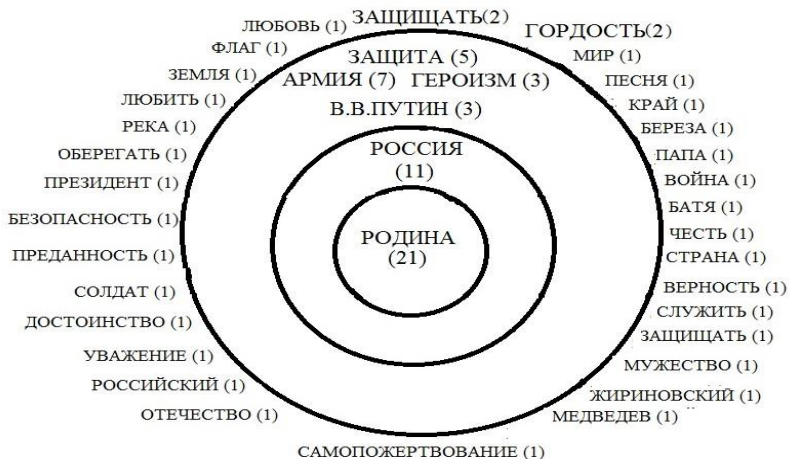 ЛЮБОВЬ (1)
ЗАЩИЩАТЬ(2)
ГОРДОСТЬ(2)
ФЛАГ (1)
ЗЕМЛЯ (1)
ЛЮБИТЬ (1)
РЕКА (1)
ОБЕРЕГАТЬ (1)
ПРЕЗИДЕНТ (1)
БЕЗОПАСНОСТЬ (1)
ПРЕДАННОСТЬ (1)
СОЛДАТ (1)
ДОСТОИНСТВО (1)
УВАЖЕНИЕ (1)
РОССИЙСКИЙ (1)
ОТЕЧЕСТВО (1)
ЗАЩИТА (5)
АРМИЯ (7) ГЕРОИЗМ (3)
В.В.ПУТИН (3)
РОССИЯ
(11)
РОДИНА
(21)
МИР (1)
ПЕСНЯ (1)
КРАЙ (1)
БЕРЕЗА (1)
ПАПА (1)
ВОЙНА (1)
БАТЯ (1)
ЧЕСТЬ (1)
СТРАНА (1)
ВЕРНОСТЬ (1)
СЛУЖИТЬ (1)
ЗАЩИЩАТЬ (1)
МУЖЕСТВО (1)
ЖИРИНОВСКИЙ (1)
МЕДВЕДЕВ (1)
САМОПОЖЕРТВОВАНИЕ (1)